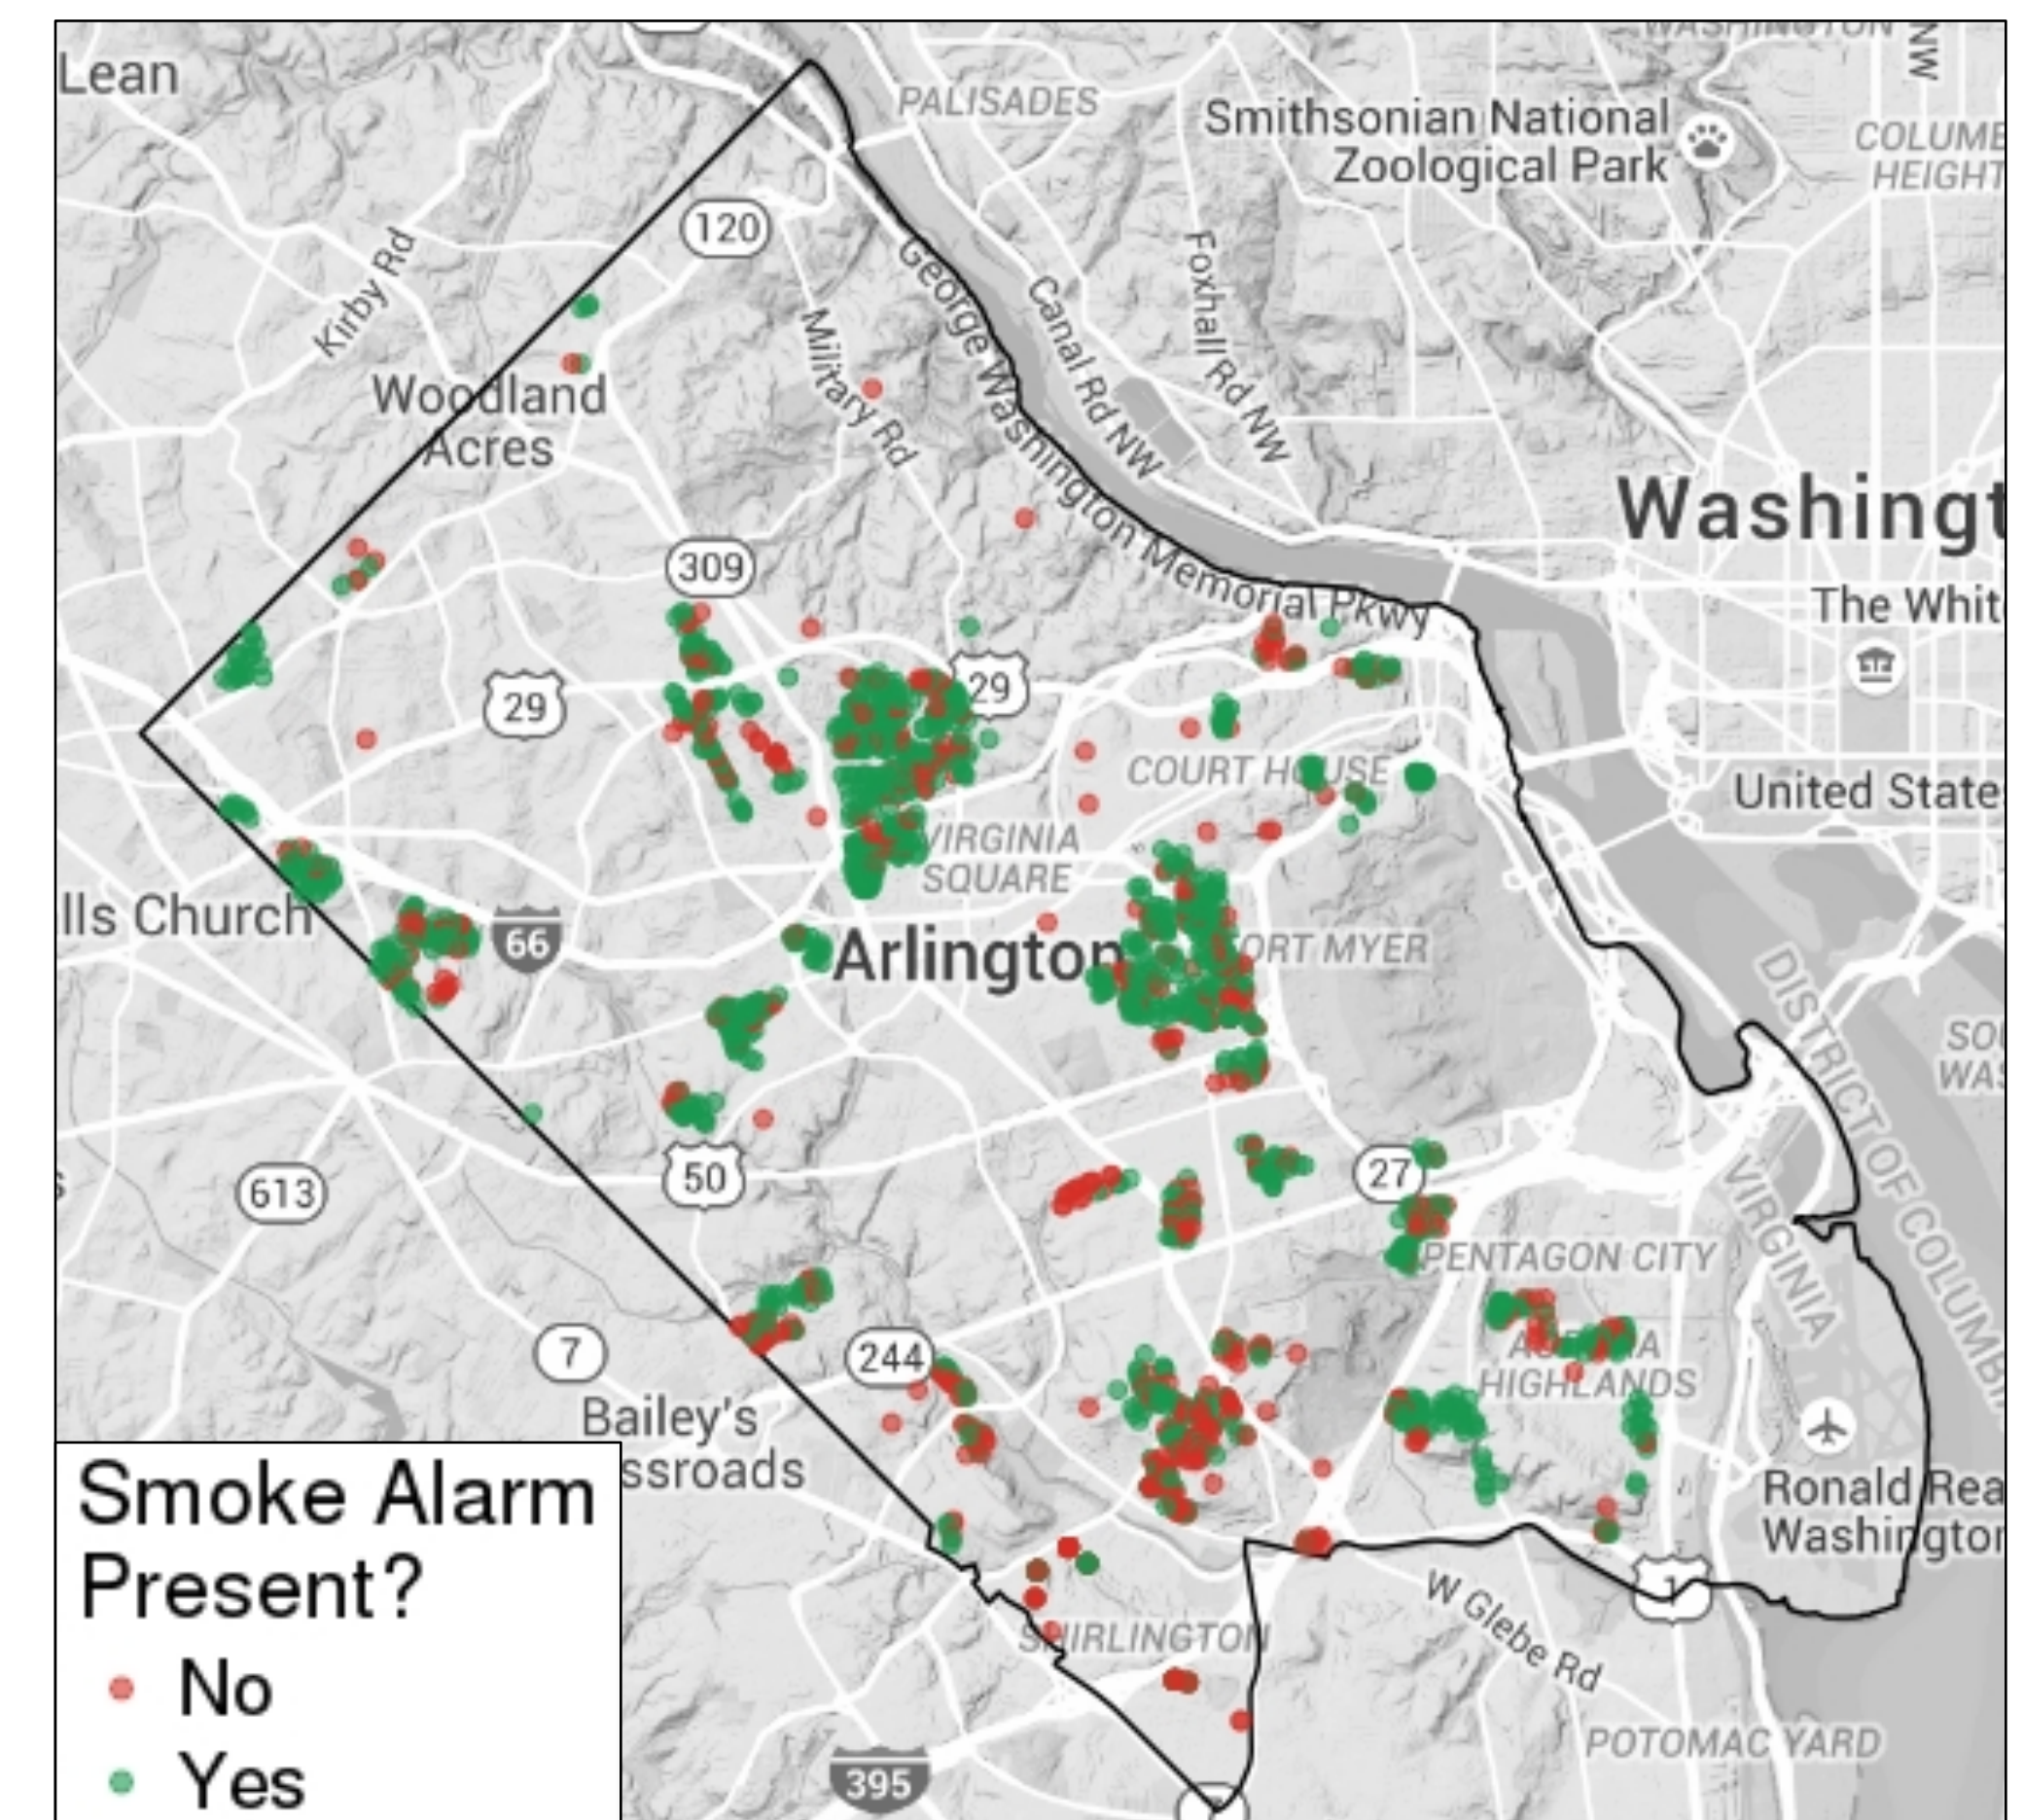 WASHINGTON
NW
Lean
PALISADES
Smithsonian National
Zoological Park
COLUMB
HEIGHT
120
Kirby Rd
George Washington Memorial Pkwy
Canal Rd NW
Foxhall Rd NW
Military Rd
Woodland
Acres
Washingt
309
The Whit
29
29
COURT HOUSE
United State
VIRGINIA
SQUARE
lls Church
66
Arlington
ORT MYER
DISTRICT OF COLUMBI
VIRGINIA
SOU
WAS
50
27
613
PENTAGON CITY
7
244
HIGHLANDS
Bailey's
ssroads
Ronald Rea
Washington
1
W Glebe Rd
SHIRLINGTON
POTOMAC YARD
395
Smoke Alarm
Present?
No
Yes